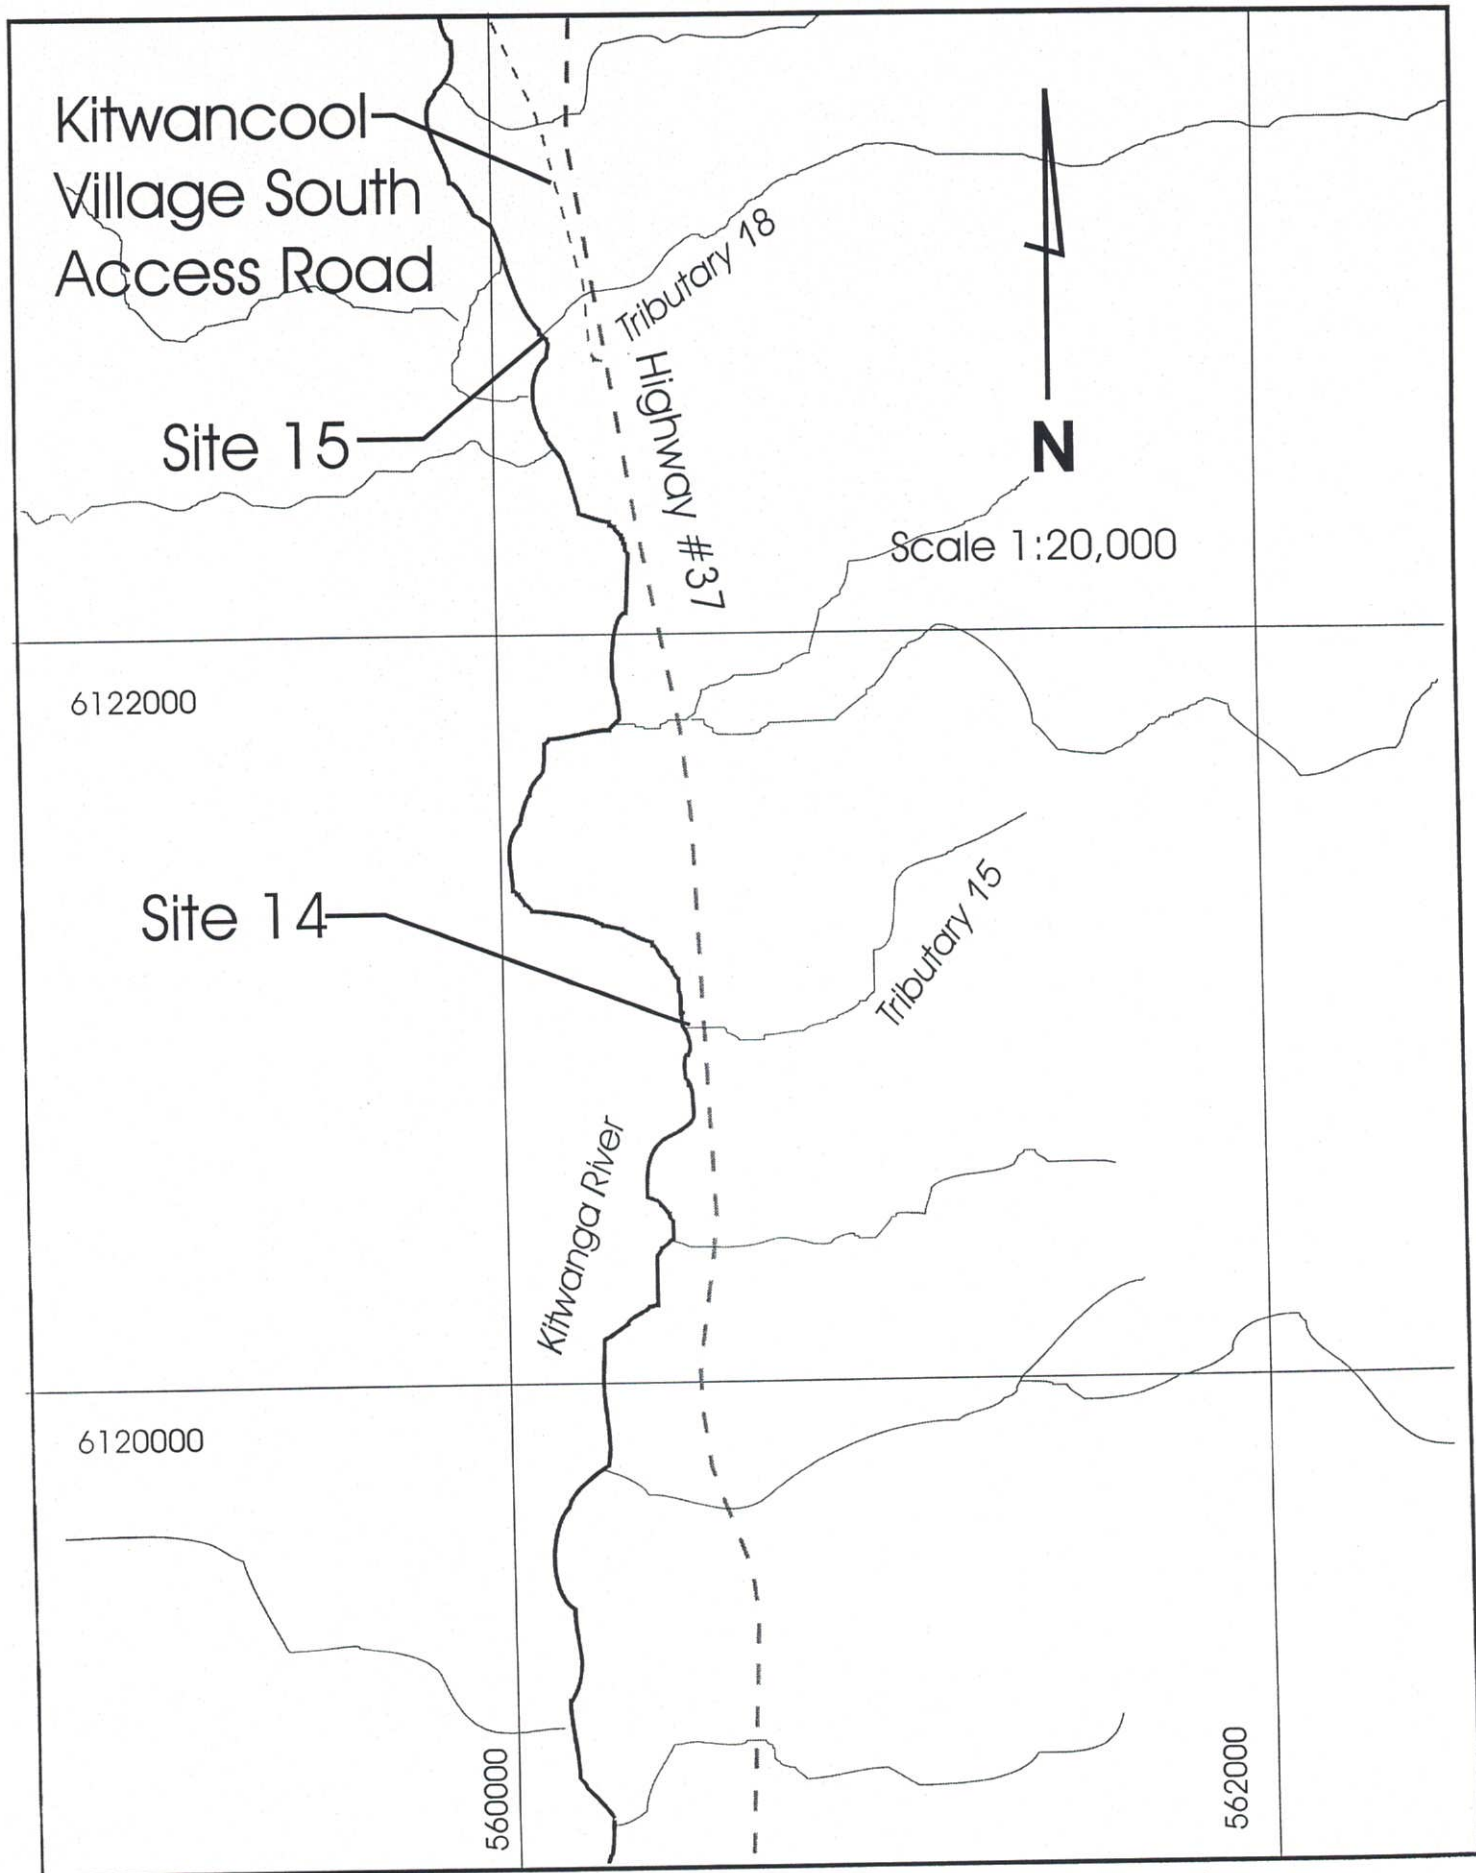 Kitwancool
Village South
Access Road
Tributary 18
Highway #37
Site 15
N
Scale 1:20,000
6122000
Site 14
Tributary 15
Kitwanga River
6120000
560000
562000